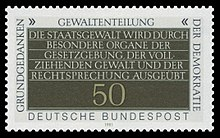 GRUNDGEDANKEN
« GEWALTENTEILUNG »
DER DEMOKRATIE
DIE STAATSGEWALT WIRD DURCH
BESONDERE ORGANE DER
GESETZGEBUNG DER VOLL
ZIEHENDEN GEWALT UND DER
RECHTSPRECHUNG AUSGEÜBT
50
DEUTSCHE BUNDESPOST
1981